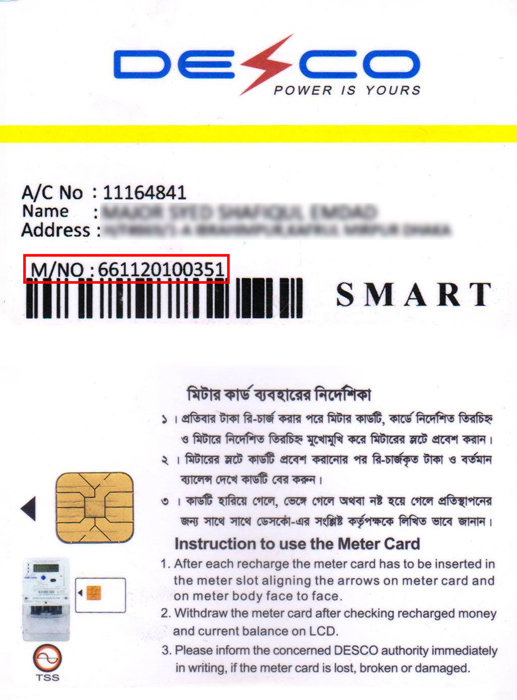 DESCO
POWER IS YOURS
A/C No : 11164841
Name :
Address :
M/NO : 661120100351
SMART
মিটার কার্ড ব্যবহারের নির্দেশিকা
১ । প্রতিবার টাকা রি-চার্জ করার পরে মিটার কার্ডটি, কার্ডে নির্দেশিত তিরচিহ্ন
ও মিটারে নির্দেশিত তিরচিহ্ন মুখোমুখি করে মিটারের স্লটে প্রবেশ করান।
২ । মিটারের স্লটে কার্ডটি প্রবেশ করানোর পর রি-চার্জকৃত টাকা ও বর্তমান
ব্যালেন্স দেখে কার্ডটি বের করুন।
৩ । কার্ডটি হারিয়ে গেলে, ভেঙ্গে গেলে অথবা নষ্ট হয়ে গেলে প্রতিস্থাপনের
জন্য সাথে সাথে ডেসকো-এর সংশ্লিষ্ট কর্তৃপক্ষকে লিখিত ভাবে জানান।
Instruction to use the Meter Card
1. After each recharge the meter card has to be inserted in
the meter slot aligning the arrows on meter card and
on meter body face to face.
2. Withdraw the meter card after checking recharged money
and current balance on LCD.
3. Please inform the concerned DESCO authority immediately
in writing, if the meter card is lost, broken or damaged.
TSS